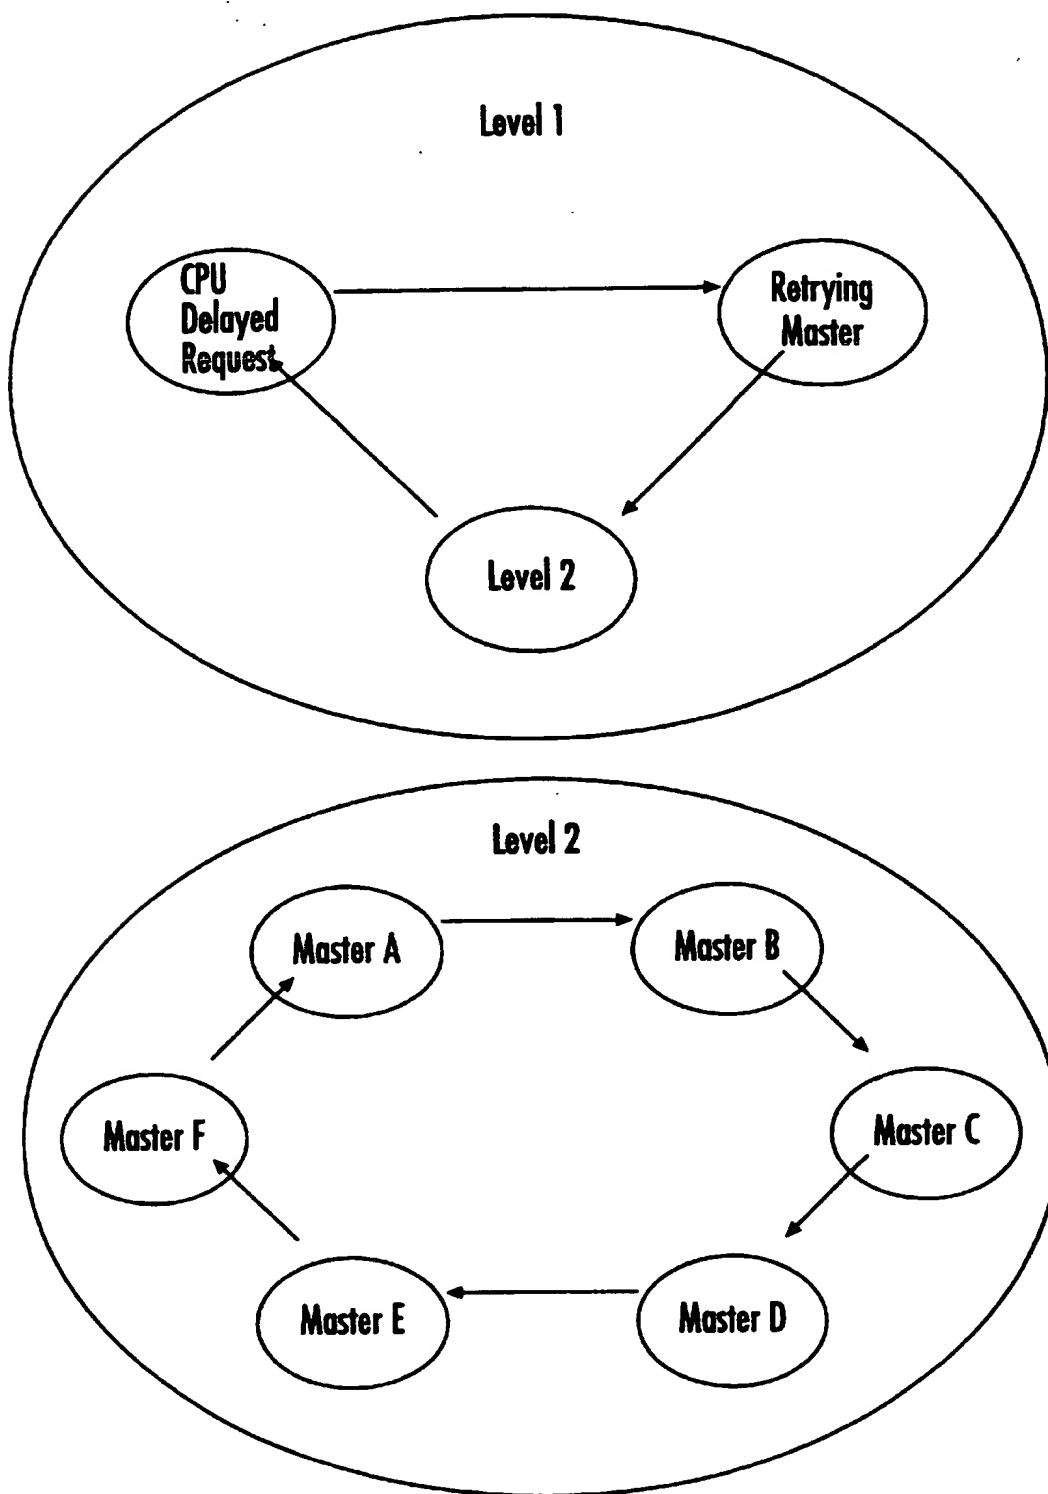 Level 1
CPU
Delayed
Request
Retrying
Master
Level 2
Level 2
Master A
Master B
Master F
Master C
Master E
Master D